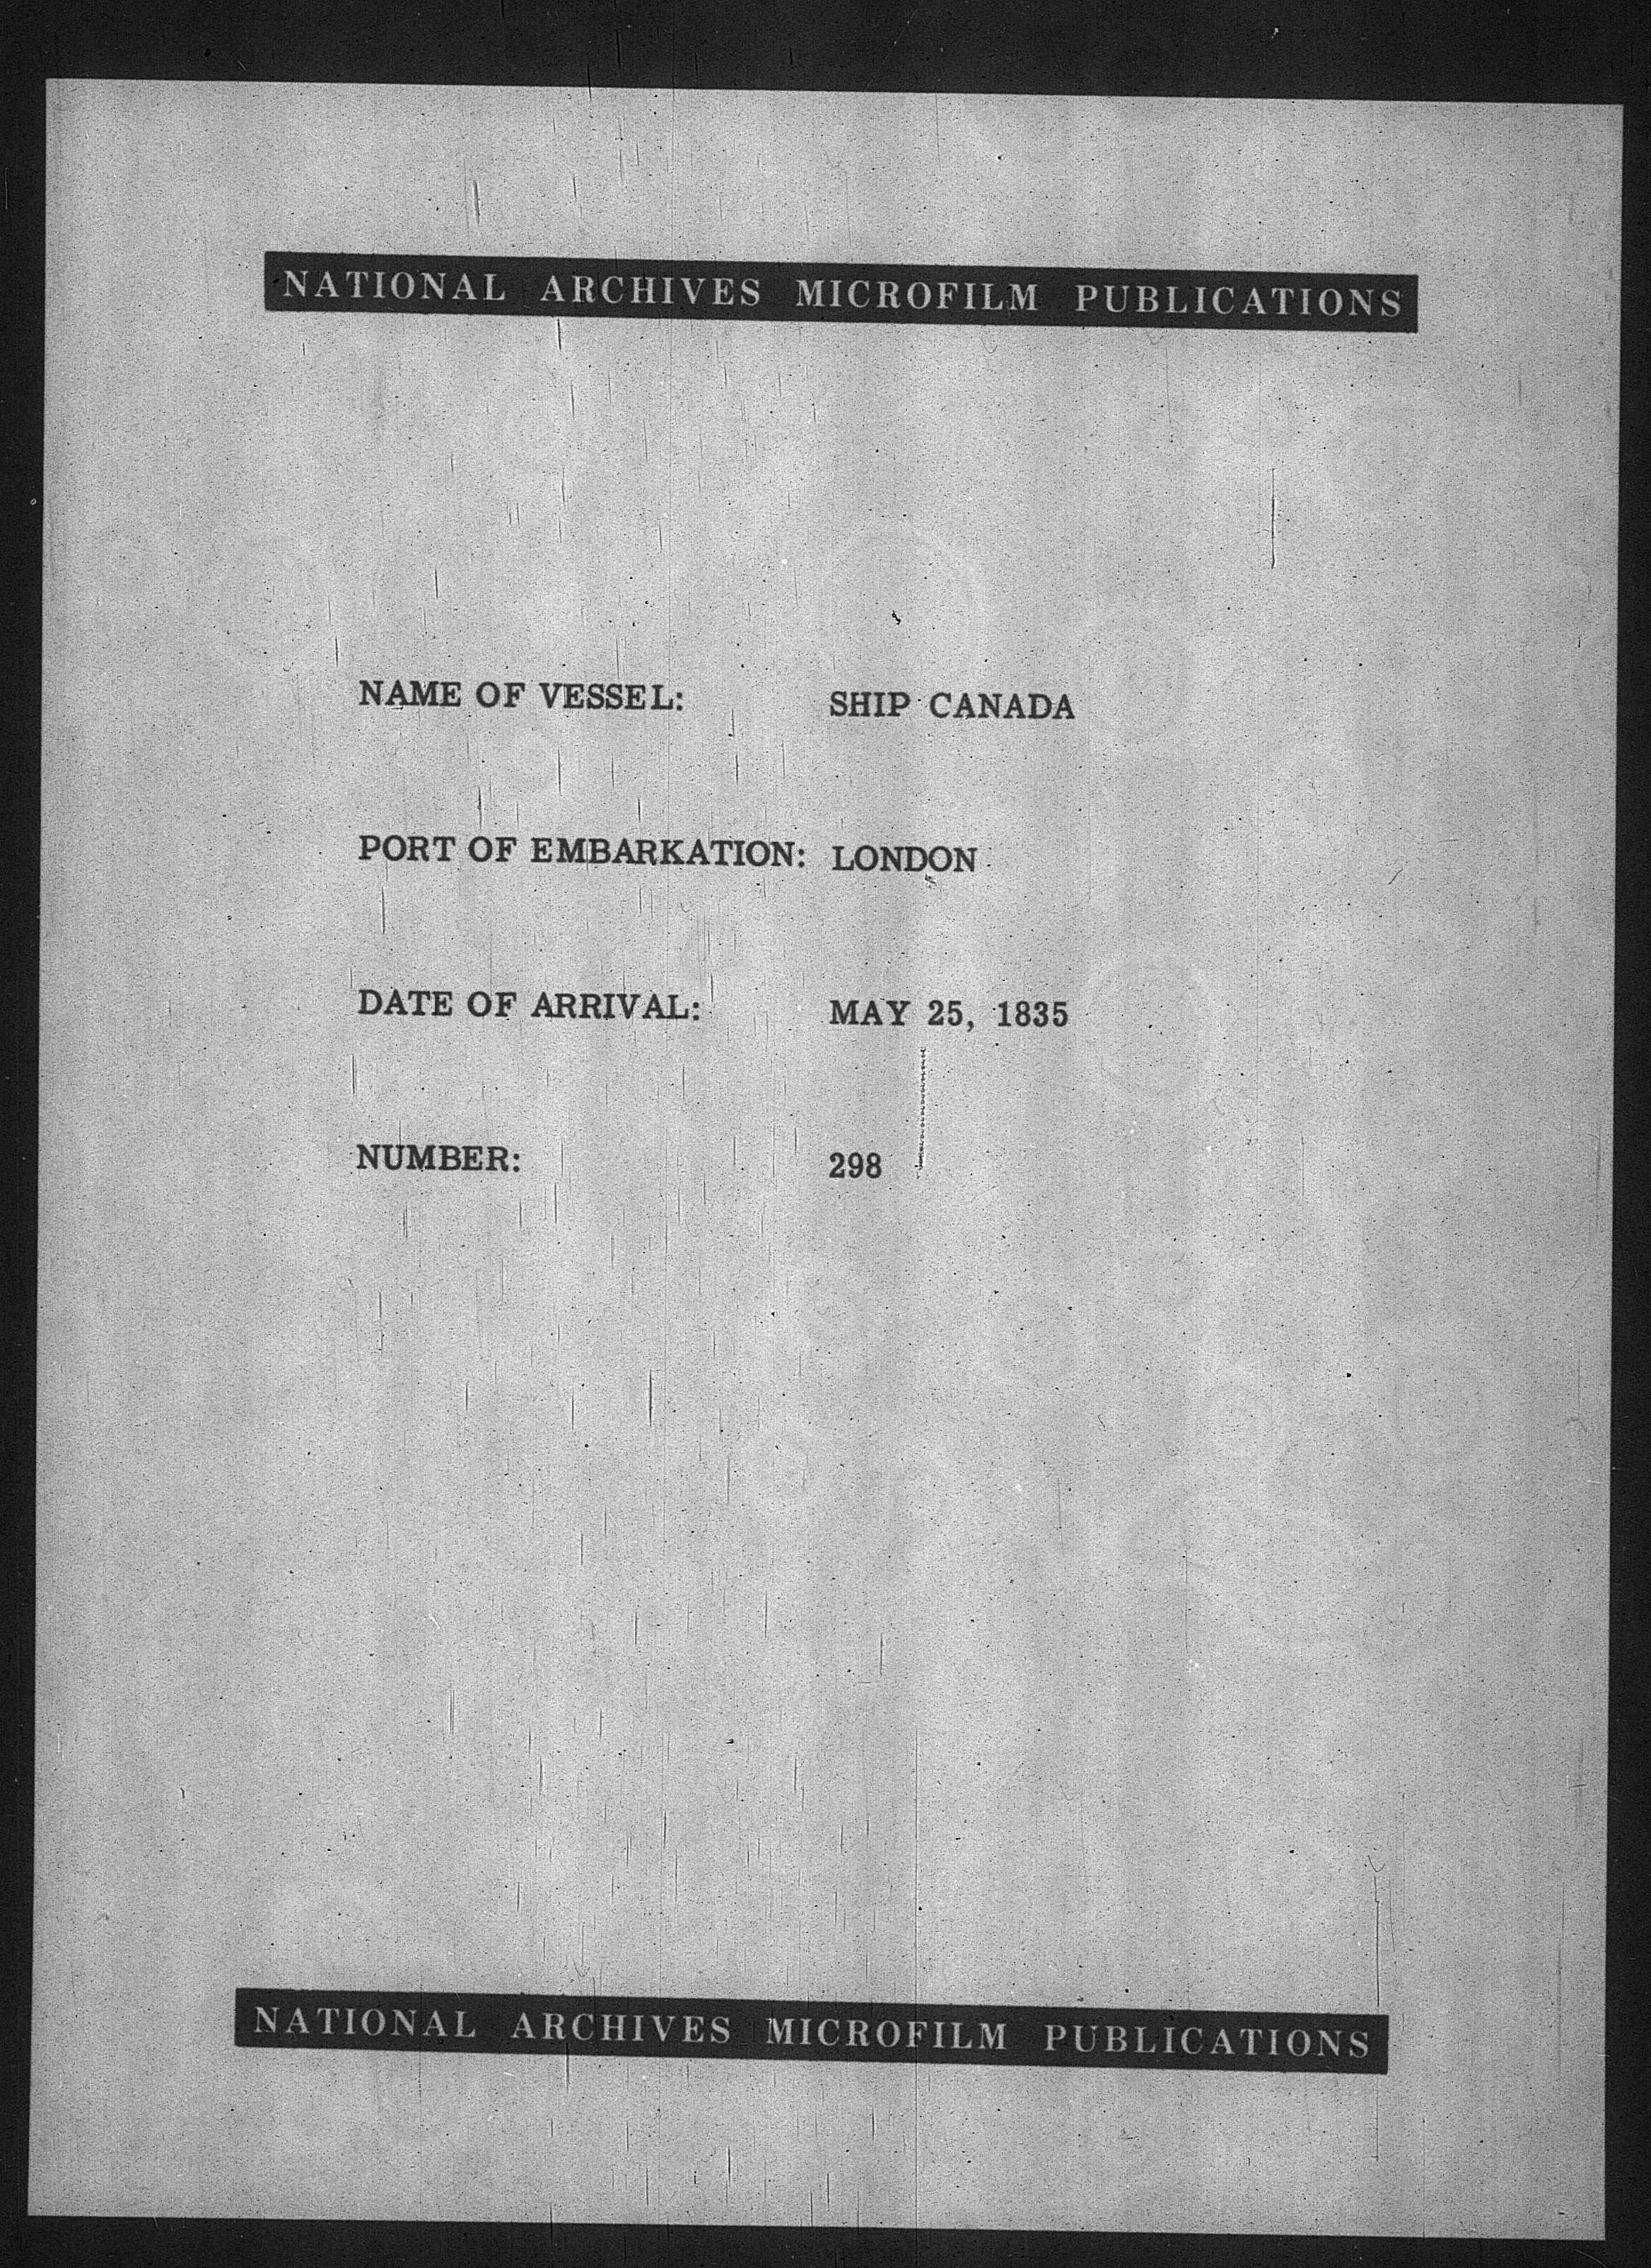 NATIONAL ARCHIVES MICROFILM PUBLICATIONS
NAME OF VESSEL: SHIP CANADA
PORT OF EMBARKATION: LONDON
DATE OF ARRIVAL: MAY 25, 1835
NUMBER: 298
NATIONAL ARCHIVES MICROFILM PUBLICATIONS